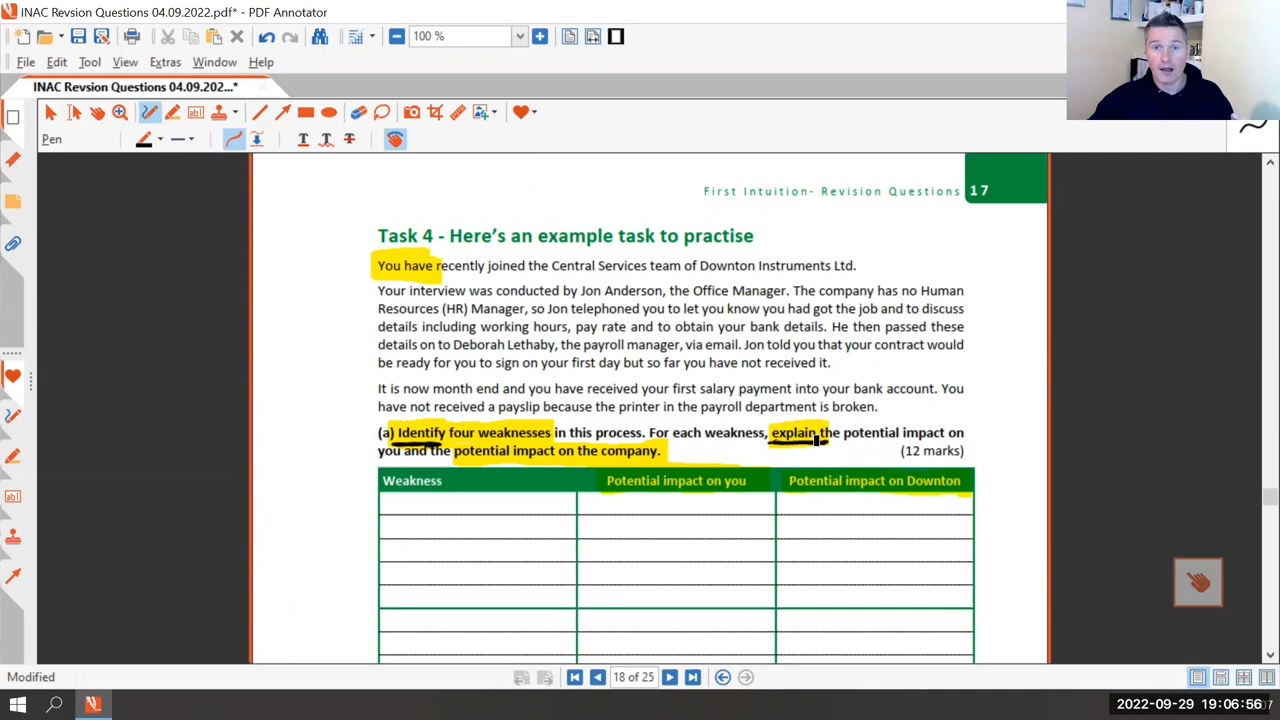 INAC Revision Questions 04.09.2022.pdf* - PDF Annotator
100 %
File Edit Tool View Extras Window Help
INAC Revsion Questions 04.09.202...*
Pen
First Intuition- Revision Questions 17
Task 4 - Here's an example task to practise
You have recently joined the Central Services team of Downton Instruments Ltd.
Your interview was conducted by Jon Anderson, the Office Manager. The company has no Human
Resources (HR) Manager, so Jon telephoned you to let you know you had got the job and to discuss
details including working hours, pay rate and to obtain your bank details. He then passed these
details on to Deborah Lethaby, the payroll manager, via email. Jon told you that your contract would
be ready for you to sign on your first day but so far you have not received it.
It is now month end and you have received your first salary payment into your bank account. You
have not received a payslip because the printer in the payroll department is broken.
(a) Identify four weaknesses in this process. For each weakness, explain the potential impact on
you and the potential impact on the company. (12 marks)
Weakness Potential impact on you Potential impact on Downton
Modified
18 of 25
2022-09-29 19:06:56